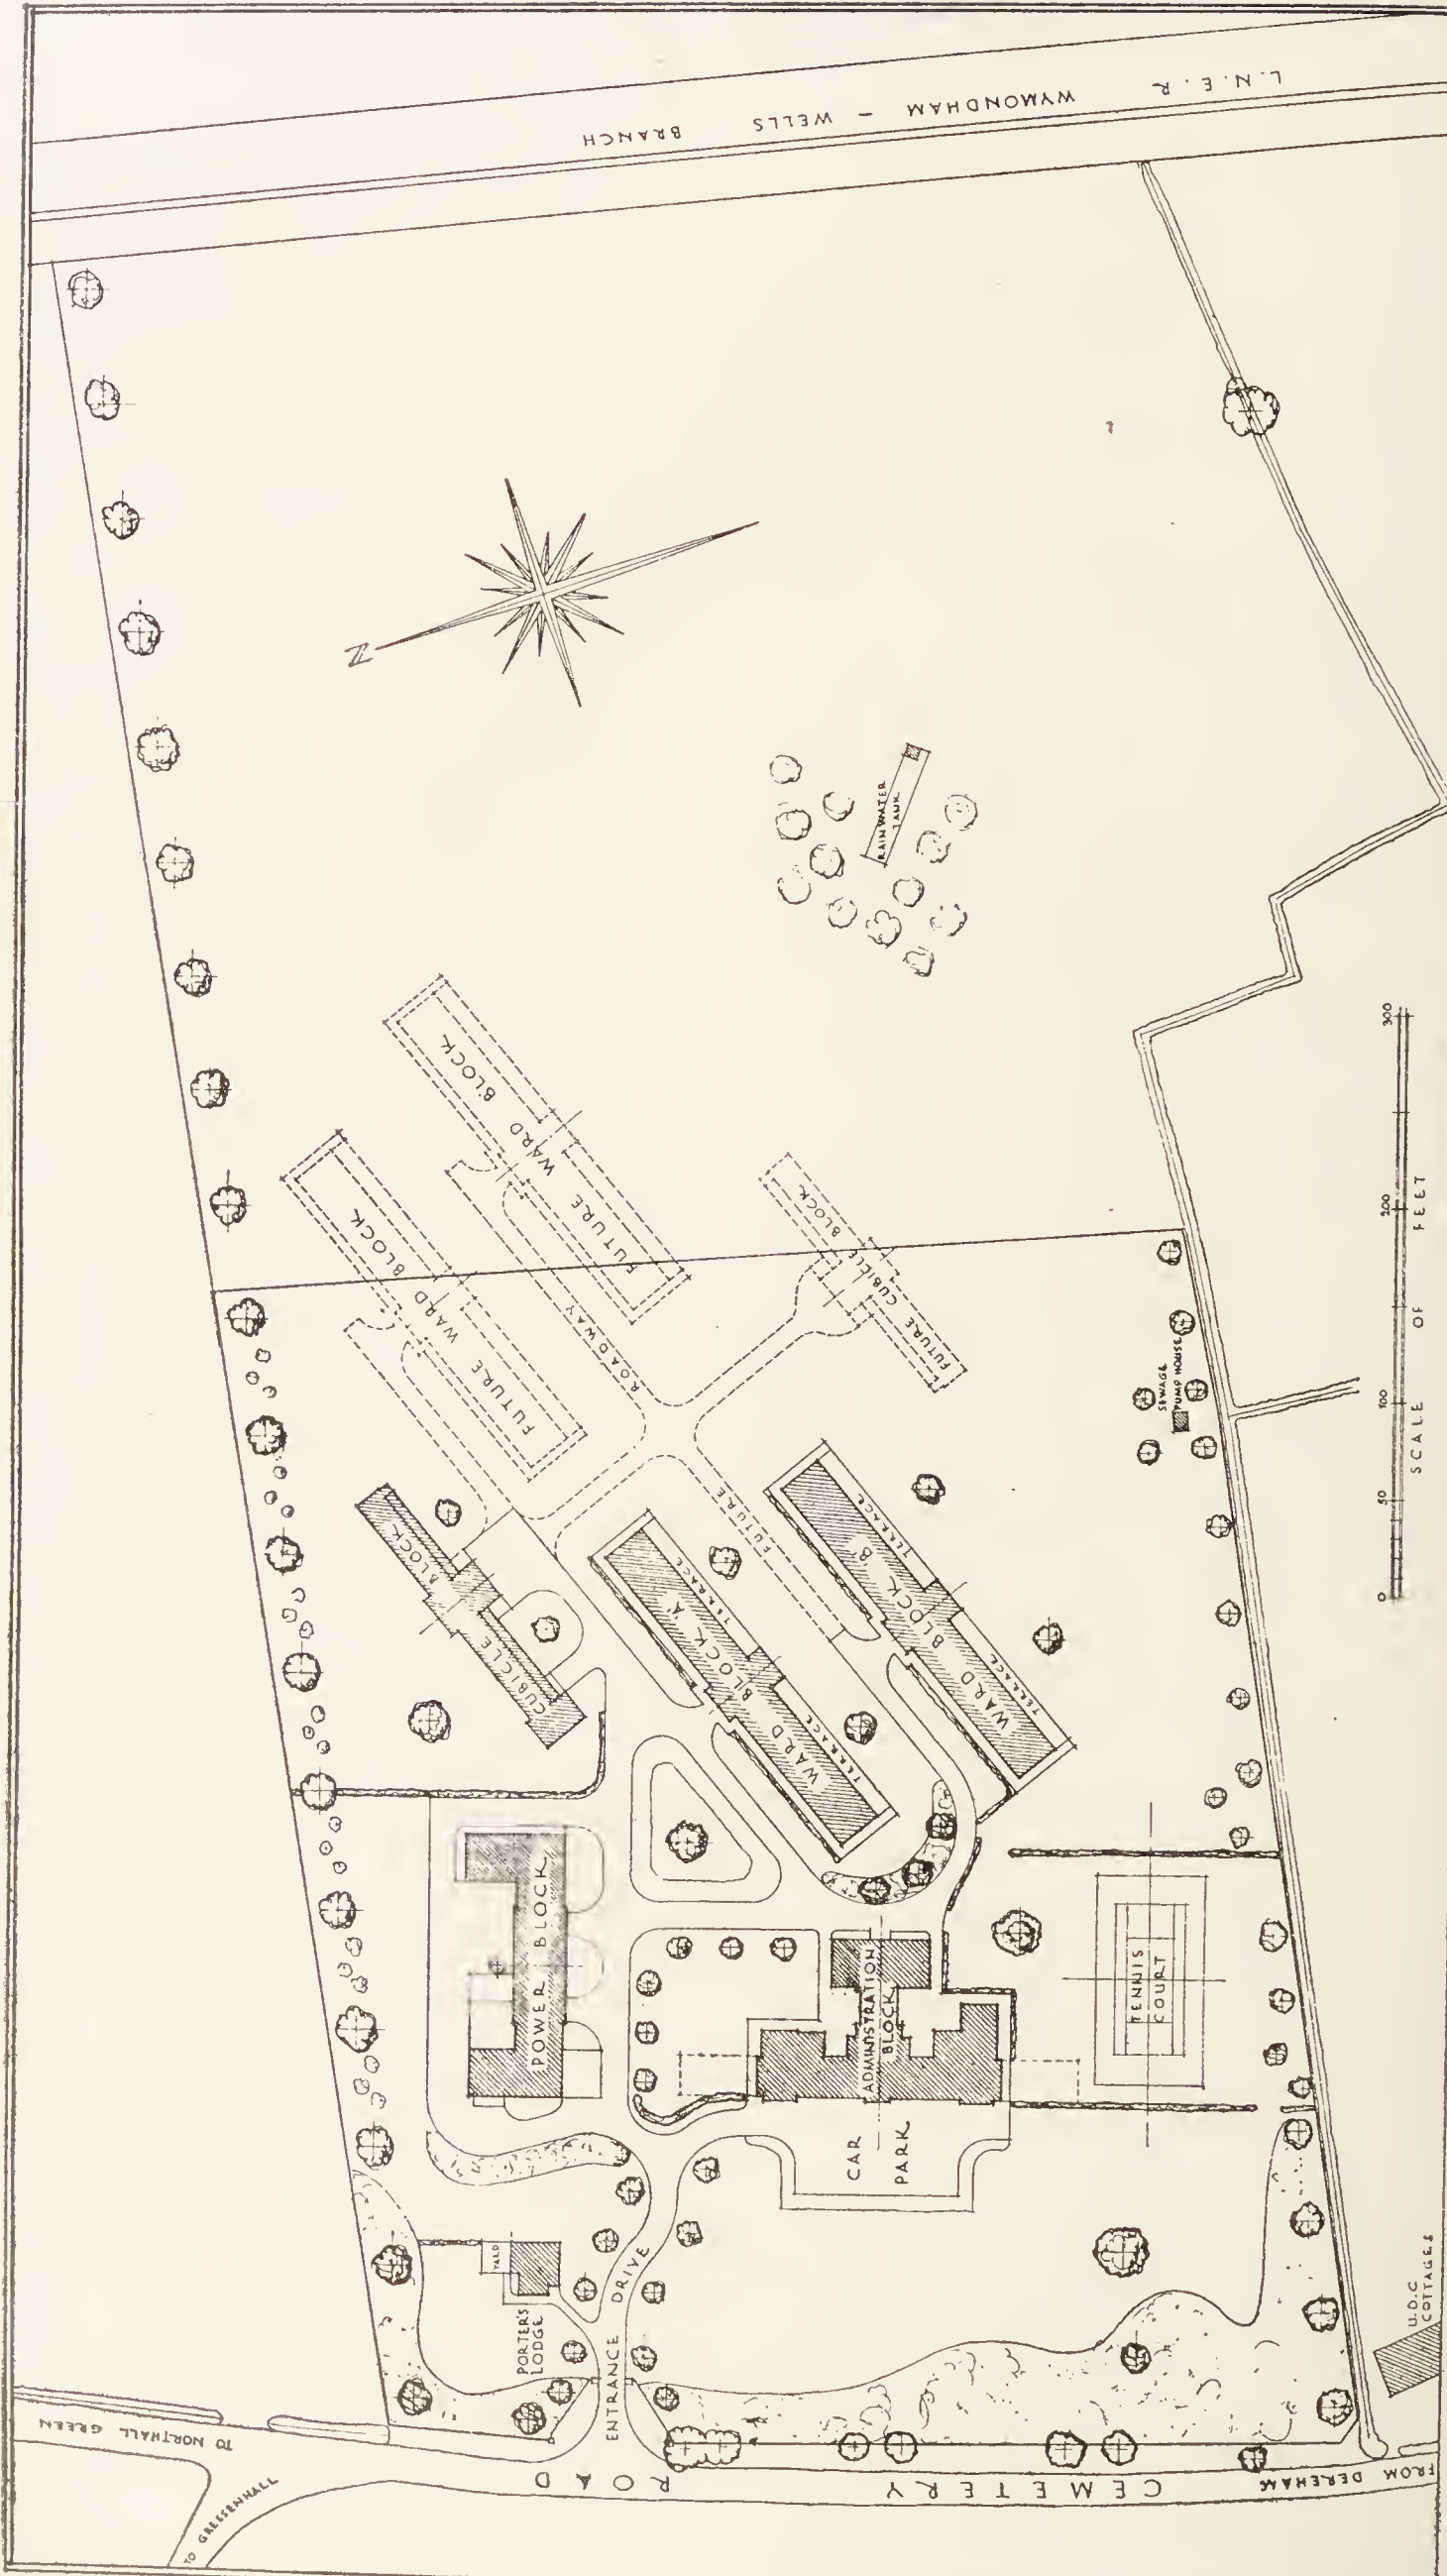 L.N.E.R. WYMONDHAM – WELLS BRANCH
N
RAINWATER
TANK
FUTURE WARD BLOCK
FUTURE WARD BLOCK
FUTURE CUBICLE BLOCK
FUTURE ROADWAY
CUBICLE BLOCK
WARD BLOCK 'A'
TERRACE
TERRACE
WARD BLOCK 'B'
TERRACE
TERRACE
SEWAGE
PUMP HOUSE
POWER BLOCK
ADMINISTRATION
BLOCK
TENNIS
COURT
CAR
PARK
YARD
PORTER'S
LODGE
ENTRANCE DRIVE
U.D.C
COTTAGES
0 50 100 200 300
SCALE OF FEET
TO NORTHALL GREEN
TO GRESSENHALL
CEMETERY ROAD
FROM DEREHAM